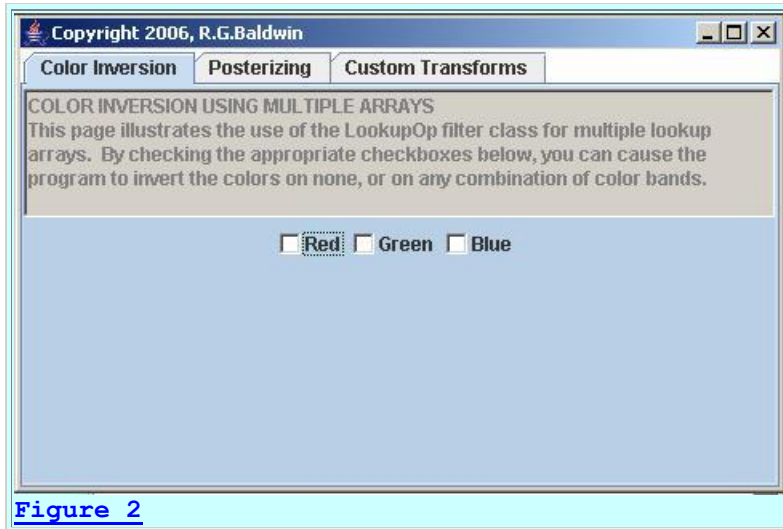 Copyright 2006, R.G.Baldwin
Color Inversion Posterizing Custom Transforms
COLOR INVERSION USING MULTIPLE ARRAYS
This page illustrates the use of the LookupOp filter class for multiple lookup
arrays.  By checking the appropriate checkboxes below, you can cause the
program to invert the colors on none, or on any combination of color bands.
Red Green Blue
Figure 2